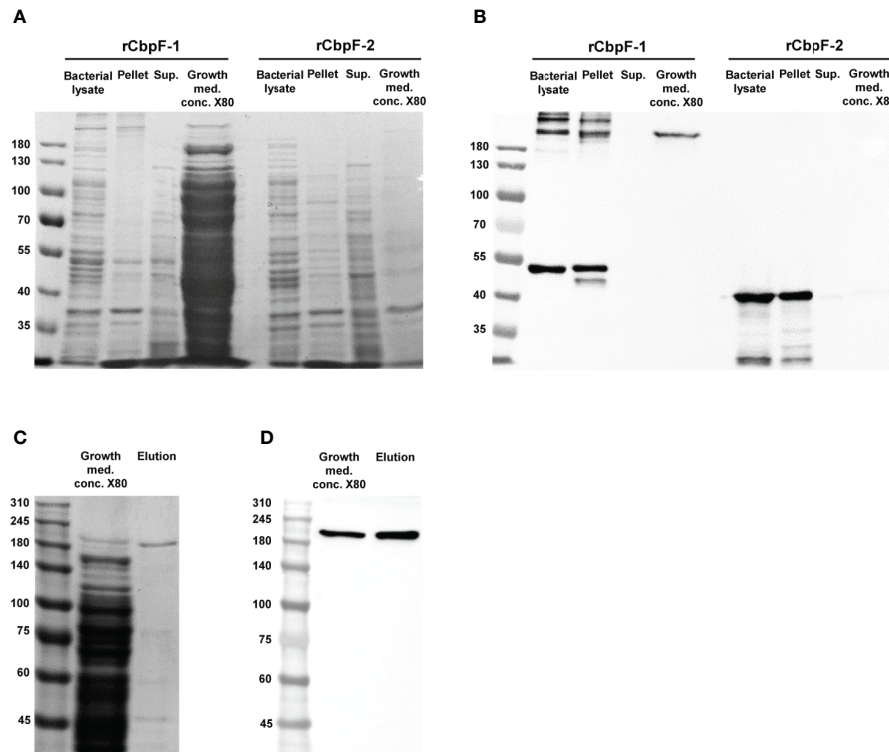 A
rCbpF-1
rCbpF-2
Bacterial
lysate
Pellet
Sup.
Growth
med.
conc. X80
Bacterial
lysate
Pellet
Sup.
Growth
med.
conc. X80
180
130
100
70
55
40
35
B
rCbpF-1
rCbpF-2
Bacterial
lysate
Pellet
Sup.
Growth
med.
conc. X80
Bacterial
lysate
Pellet
Sup.
Growth
med.
conc. X8
180
130
100
70
55
40
35
C
Growth
med.
conc. X80
Elution
310
245
180
140
100
75
60
45
D
Growth
med.
conc. X80
Elution
310
245
180
140
100
75
60
45